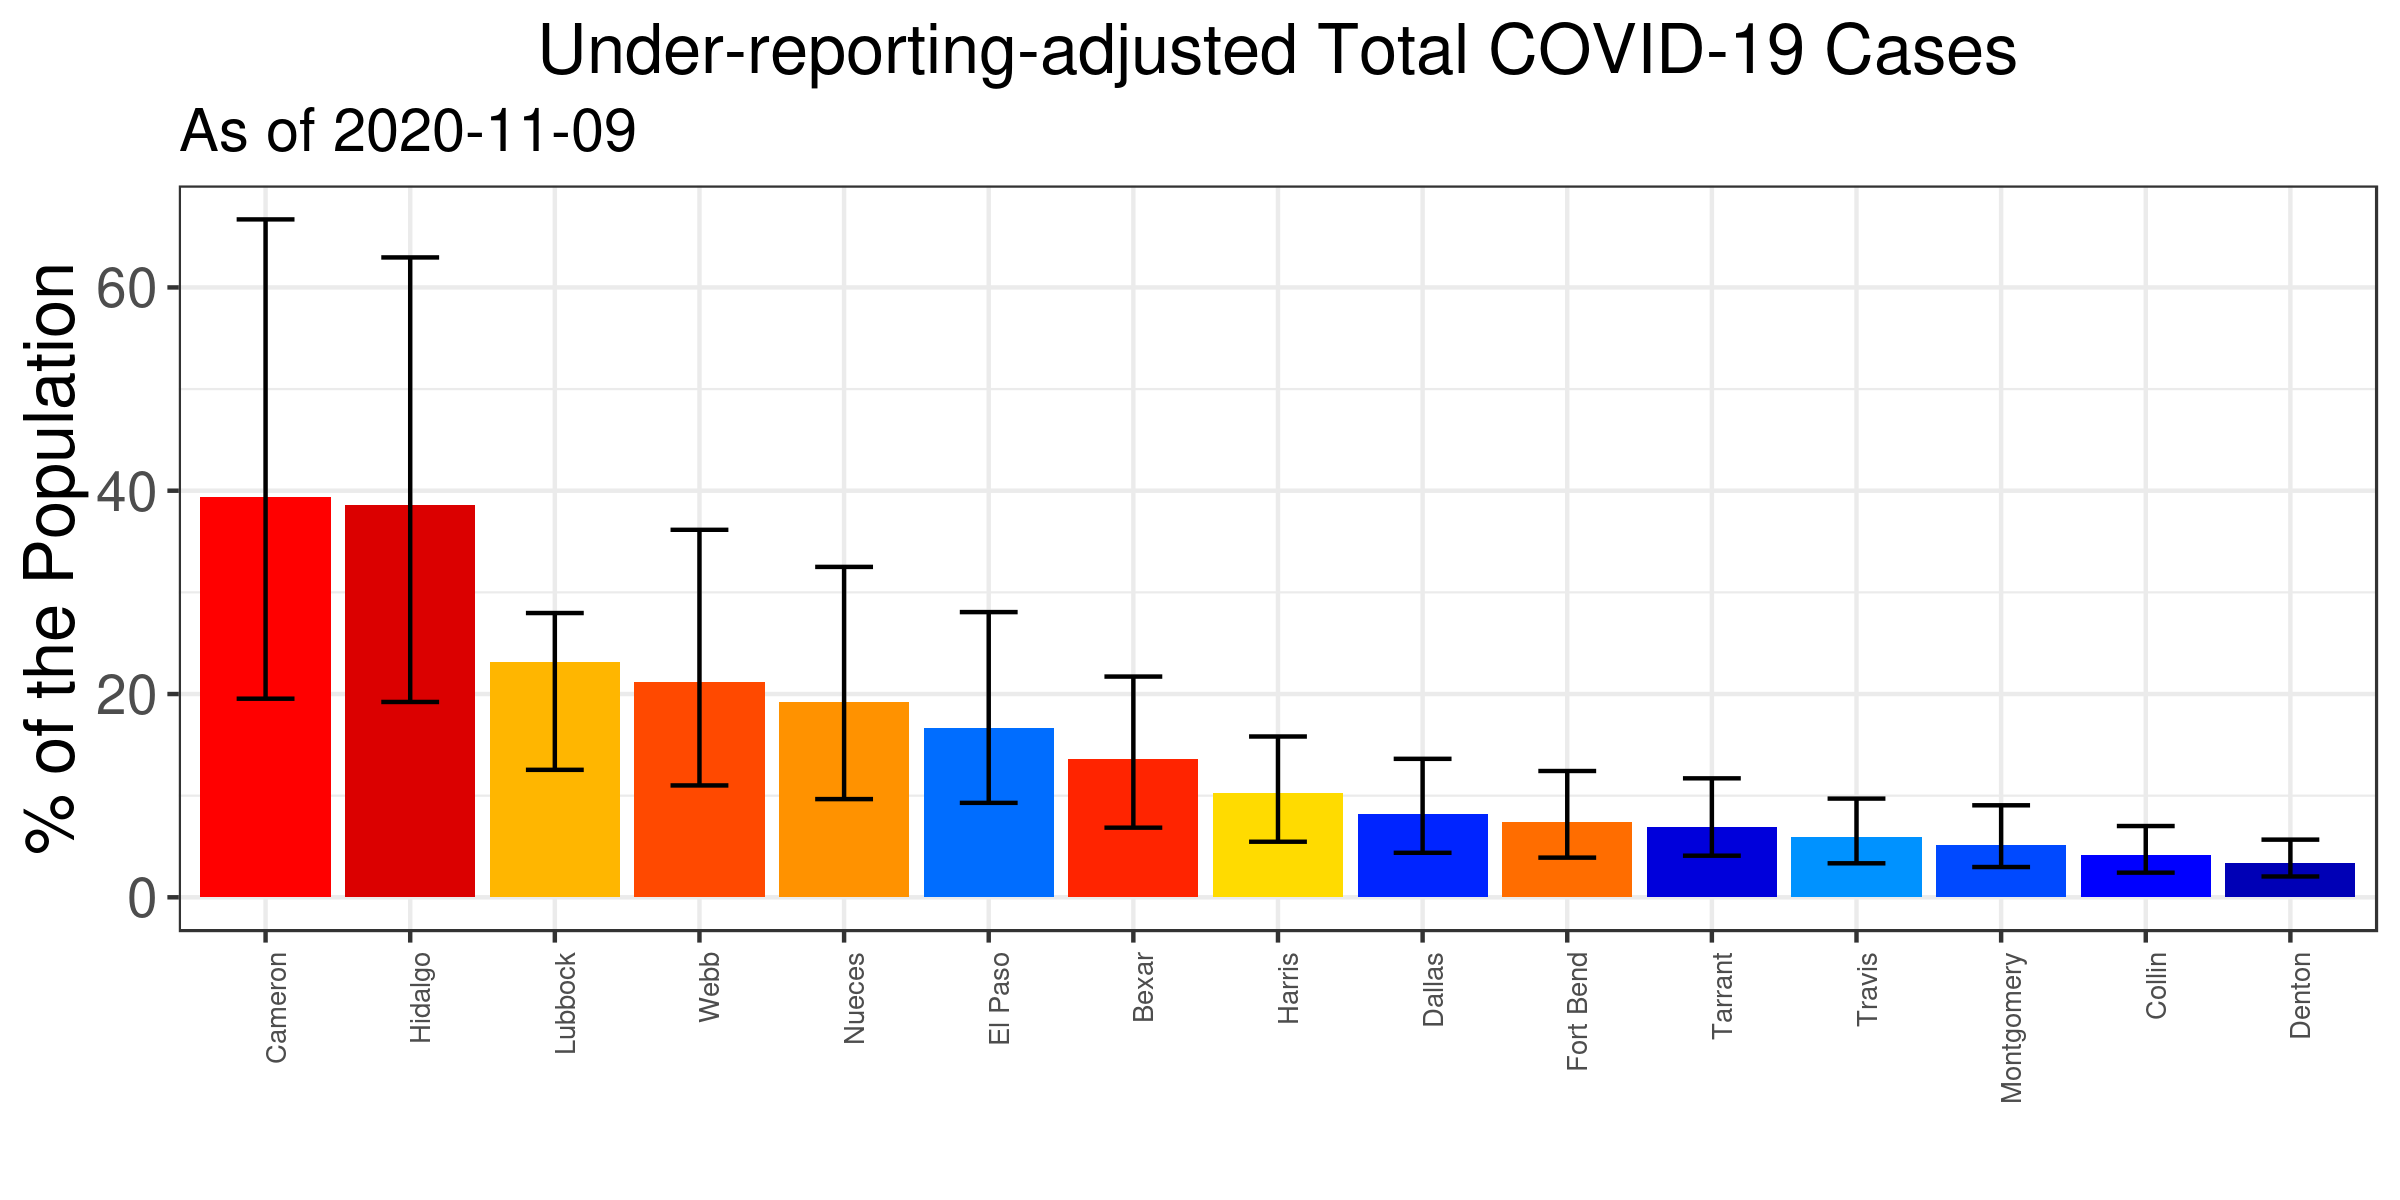 Under-reporting-adjusted Total COVID-19 Cases
As of 2020-11-09
% of the Population
60
40
20
0
Cameron
Hidalgo
Lubbock
Webb
Nueces
El Paso
Bexar
Harris
Dallas
Fort Bend
Tarrant
Travis
Montgomery
Collin
Denton